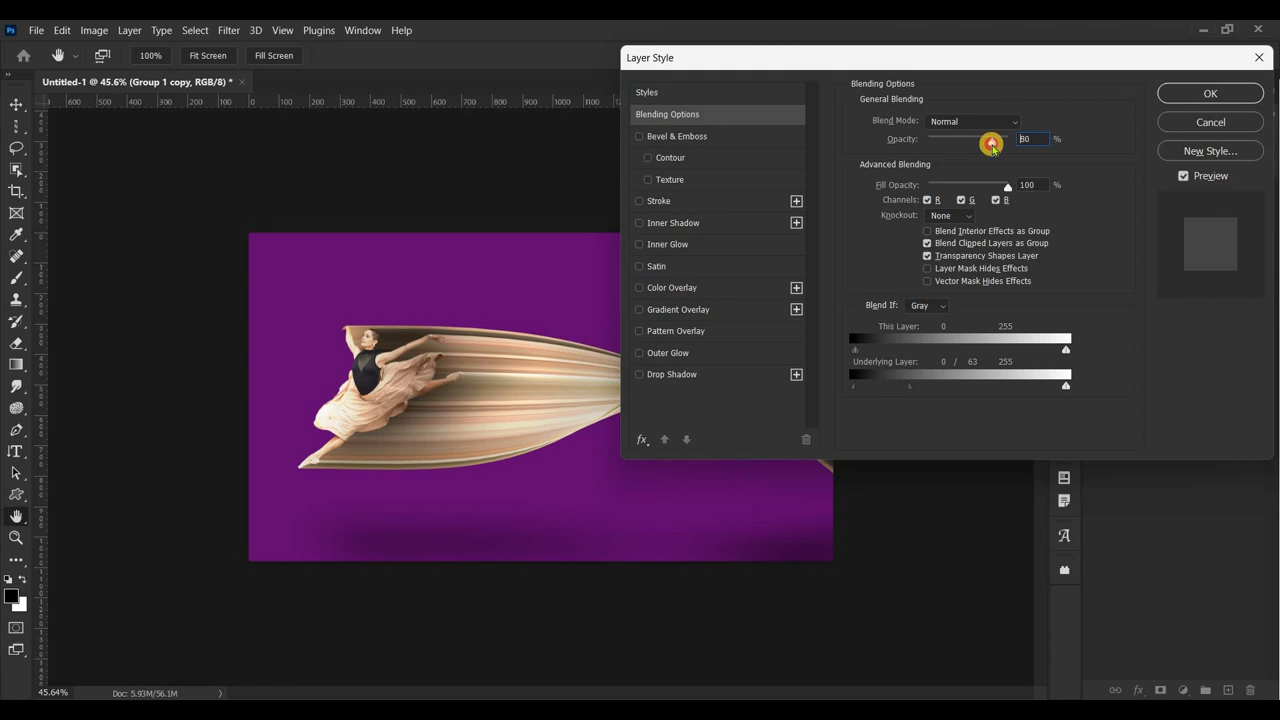 Ps File Edit Image Layer Type Select Filter 3D View Plugins Window Help
100% Fit Screen Fill Screen
Untitled-1 @ 45.6% (Group 1 copy, RGB/8) *
Layer Style
Styles
Blending Options
Bevel & Emboss
Contour
Texture
Stroke
Inner Shadow
Inner Glow
Satin
Color Overlay
Gradient Overlay
Pattern Overlay
Outer Glow
Drop Shadow
fx
Blending Options
General Blending
Blend Mode: Normal
Opacity: 80 %
Advanced Blending
Fill Opacity: 100 %
Channels: R G B
Knockout: None
Blend Interior Effects as Group
Blend Clipped Layers as Group
Transparency Shapes Layer
Layer Mask Hides Effects
Vector Mask Hides Effects
Blend If: Gray
This Layer: 0 255
Underlying Layer: 0 / 63 255
OK
Cancel
New Style...
Preview
45.64% Doc: 5.93M/56.1M